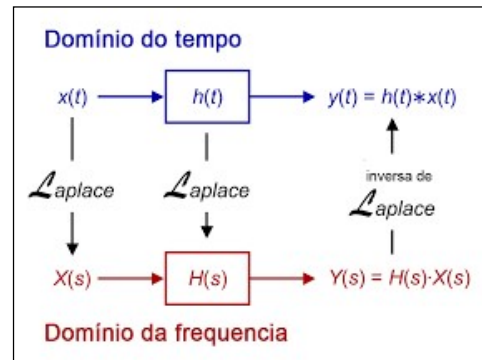 Domínio do tempo
x(t) h(t) y(t) = h(t)*x(t)
inversa de
Laplace Laplace Laplace
X(s) H(s) Y(s) = H(s)·X(s)
Domínio da frequencia